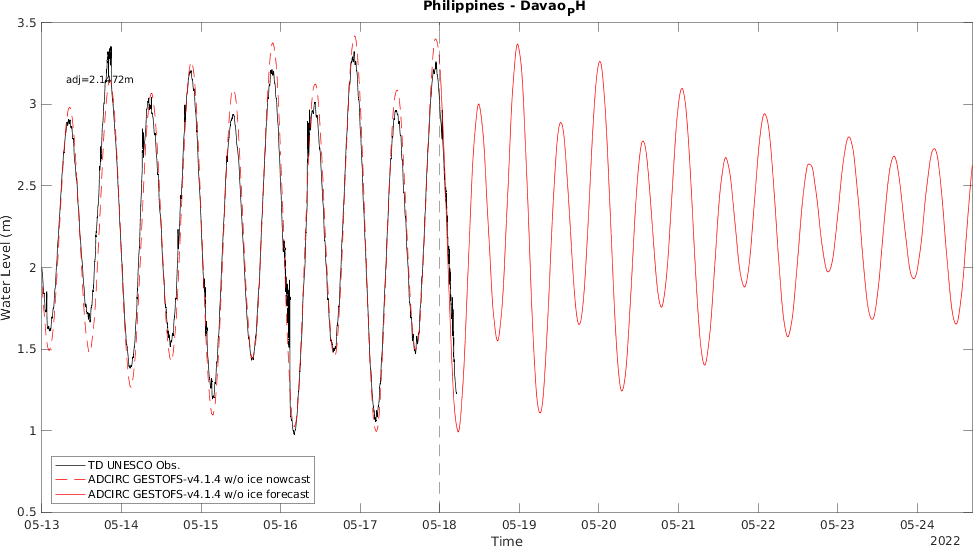 Philippines - Davao_pH
3.5
3
2.5
2
1.5
1
0.5
Water Level (m)
TD UNESCO Obs.
ADCIRC GESTOFS-v4.1.4 w/o ice nowcast
ADCIRC GESTOFS-v4.1.4 w/o ice forecast
05-13 05-14 05-15 05-16 05-17 05-18 05-19 05-20 05-21 05-22 05-23 05-24
Time
2022